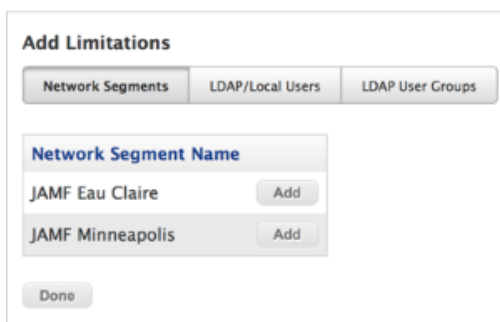 Add Limitations
Network Segments LDAP/Local Users LDAP User Groups
Network Segment Name
JAMF Eau Claire Add
JAMF Minneapolis Add
Done